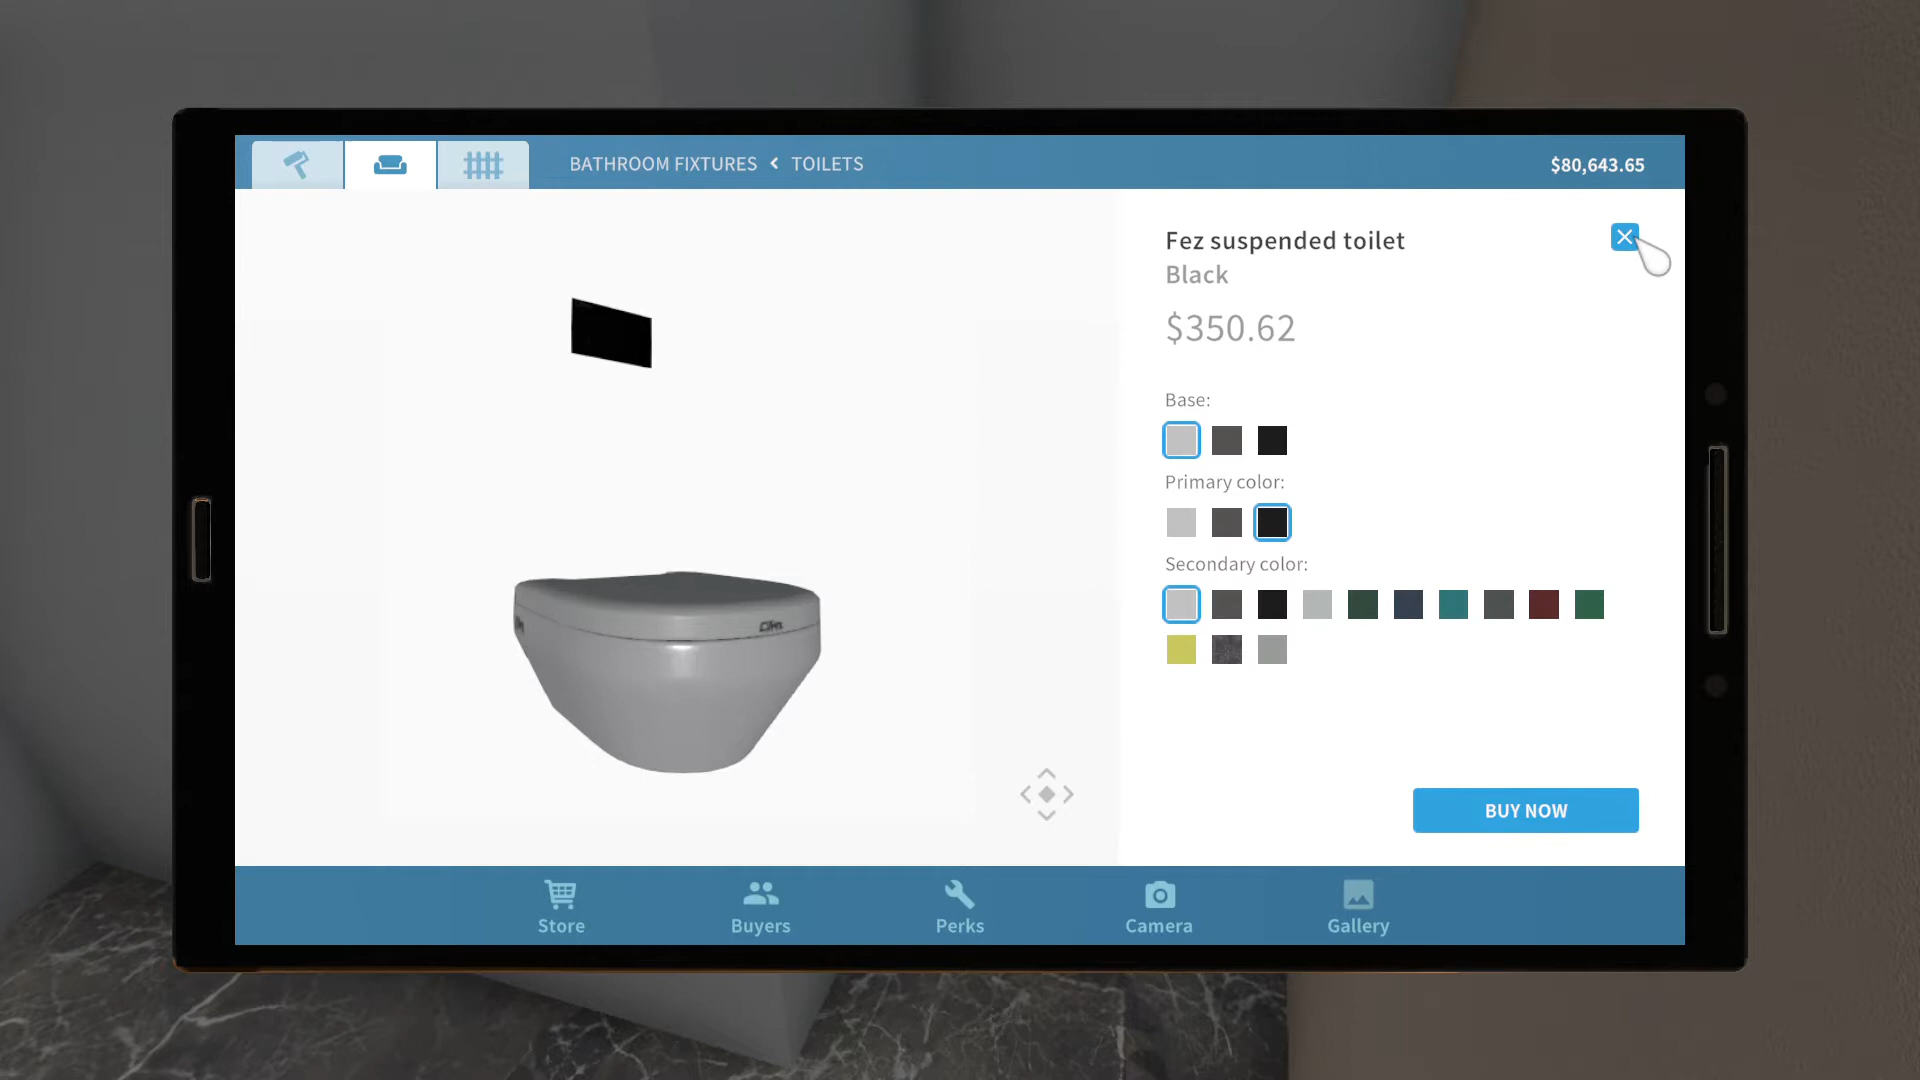 BATHROOM FIXTURES < TOILETS
$80,643.65
Fez suspended toilet
Black
$350.62
Base:
Primary color:
Secondary color:
BUY NOW
Store
Buyers
Perks
Camera
Gallery